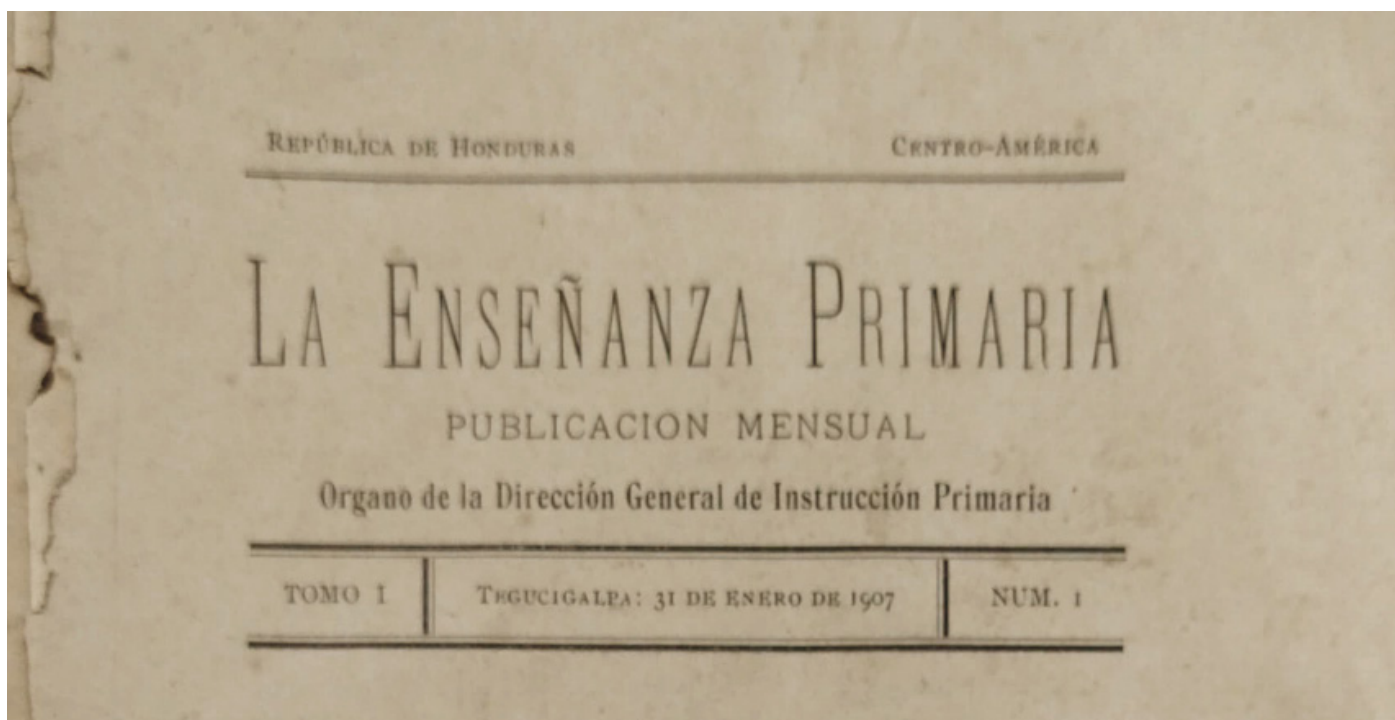 REPÚBLICA DE HONDURAS CENTRO-AMÉRICA
LA ENSEÑANZA PRIMARIA
PUBLICACION MENSUAL
Organo de la Dirección General de Instrucción Primaria
TOMO I TEGUCIGALPA: 31 DE ENERO DE 1907 NUM. 1